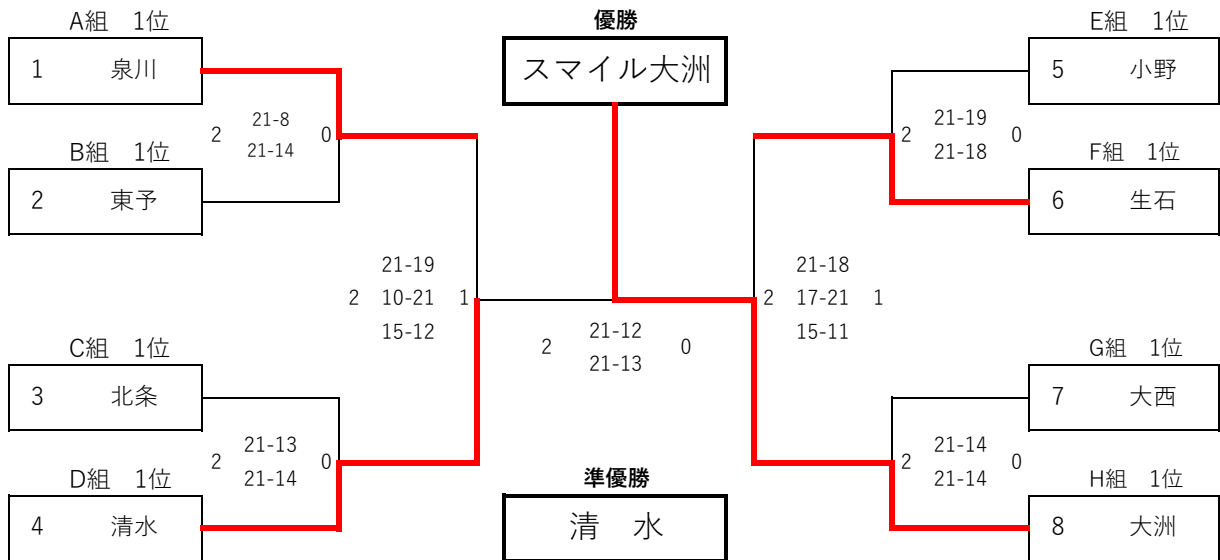 A組　1位
1　泉川
2　21-8　0
21-14
B組　1位
2　東予
21-19
2　10-21　1
15-12
C組　1位
3　北条
2　21-13　0
21-14
D組　1位
4　清水
優勝
スマイル大洲
2　21-12　0
21-13
準優勝
清　水
E組　1位
5　小野
2　21-19　0
21-18
F組　1位
6　生石
21-18
2　17-21　1
15-11
G組　1位
7　大西
2　21-14　0
21-14
H組　1位
8　大洲